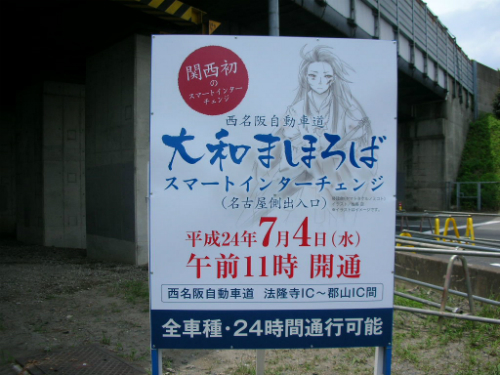 関西初
の
スマートインター
チェンジ
西名阪自動車道
大和まほろば
スマートインターチェンジ
(名古屋側出入口)
平成24年7月4日(水)
午前11時 開通
西名阪自動車道 法隆寺IC～郡山IC間
全車種・24時間通行可能